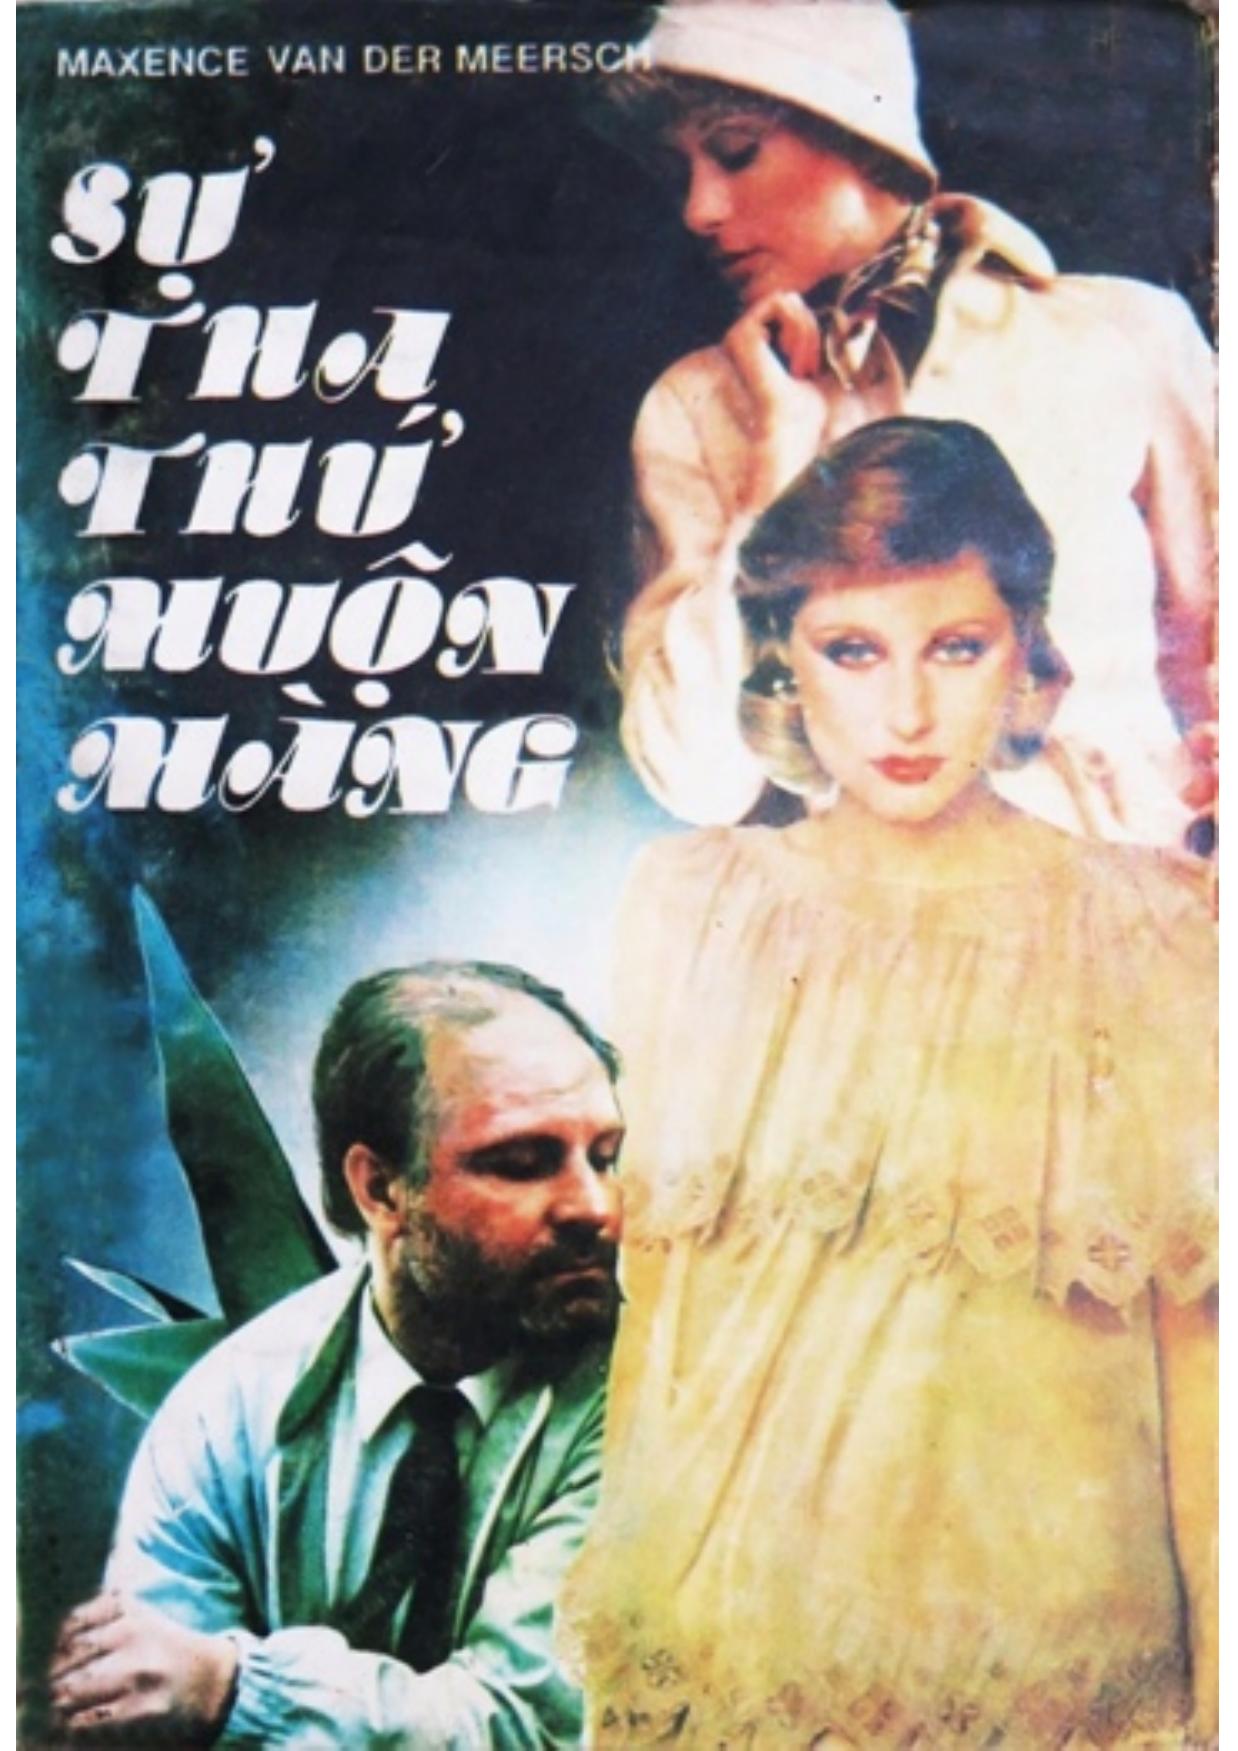 MAXENCE VAN DER MEERSCH
SỰ
THA
THỨ
MUỘN
MÀNG